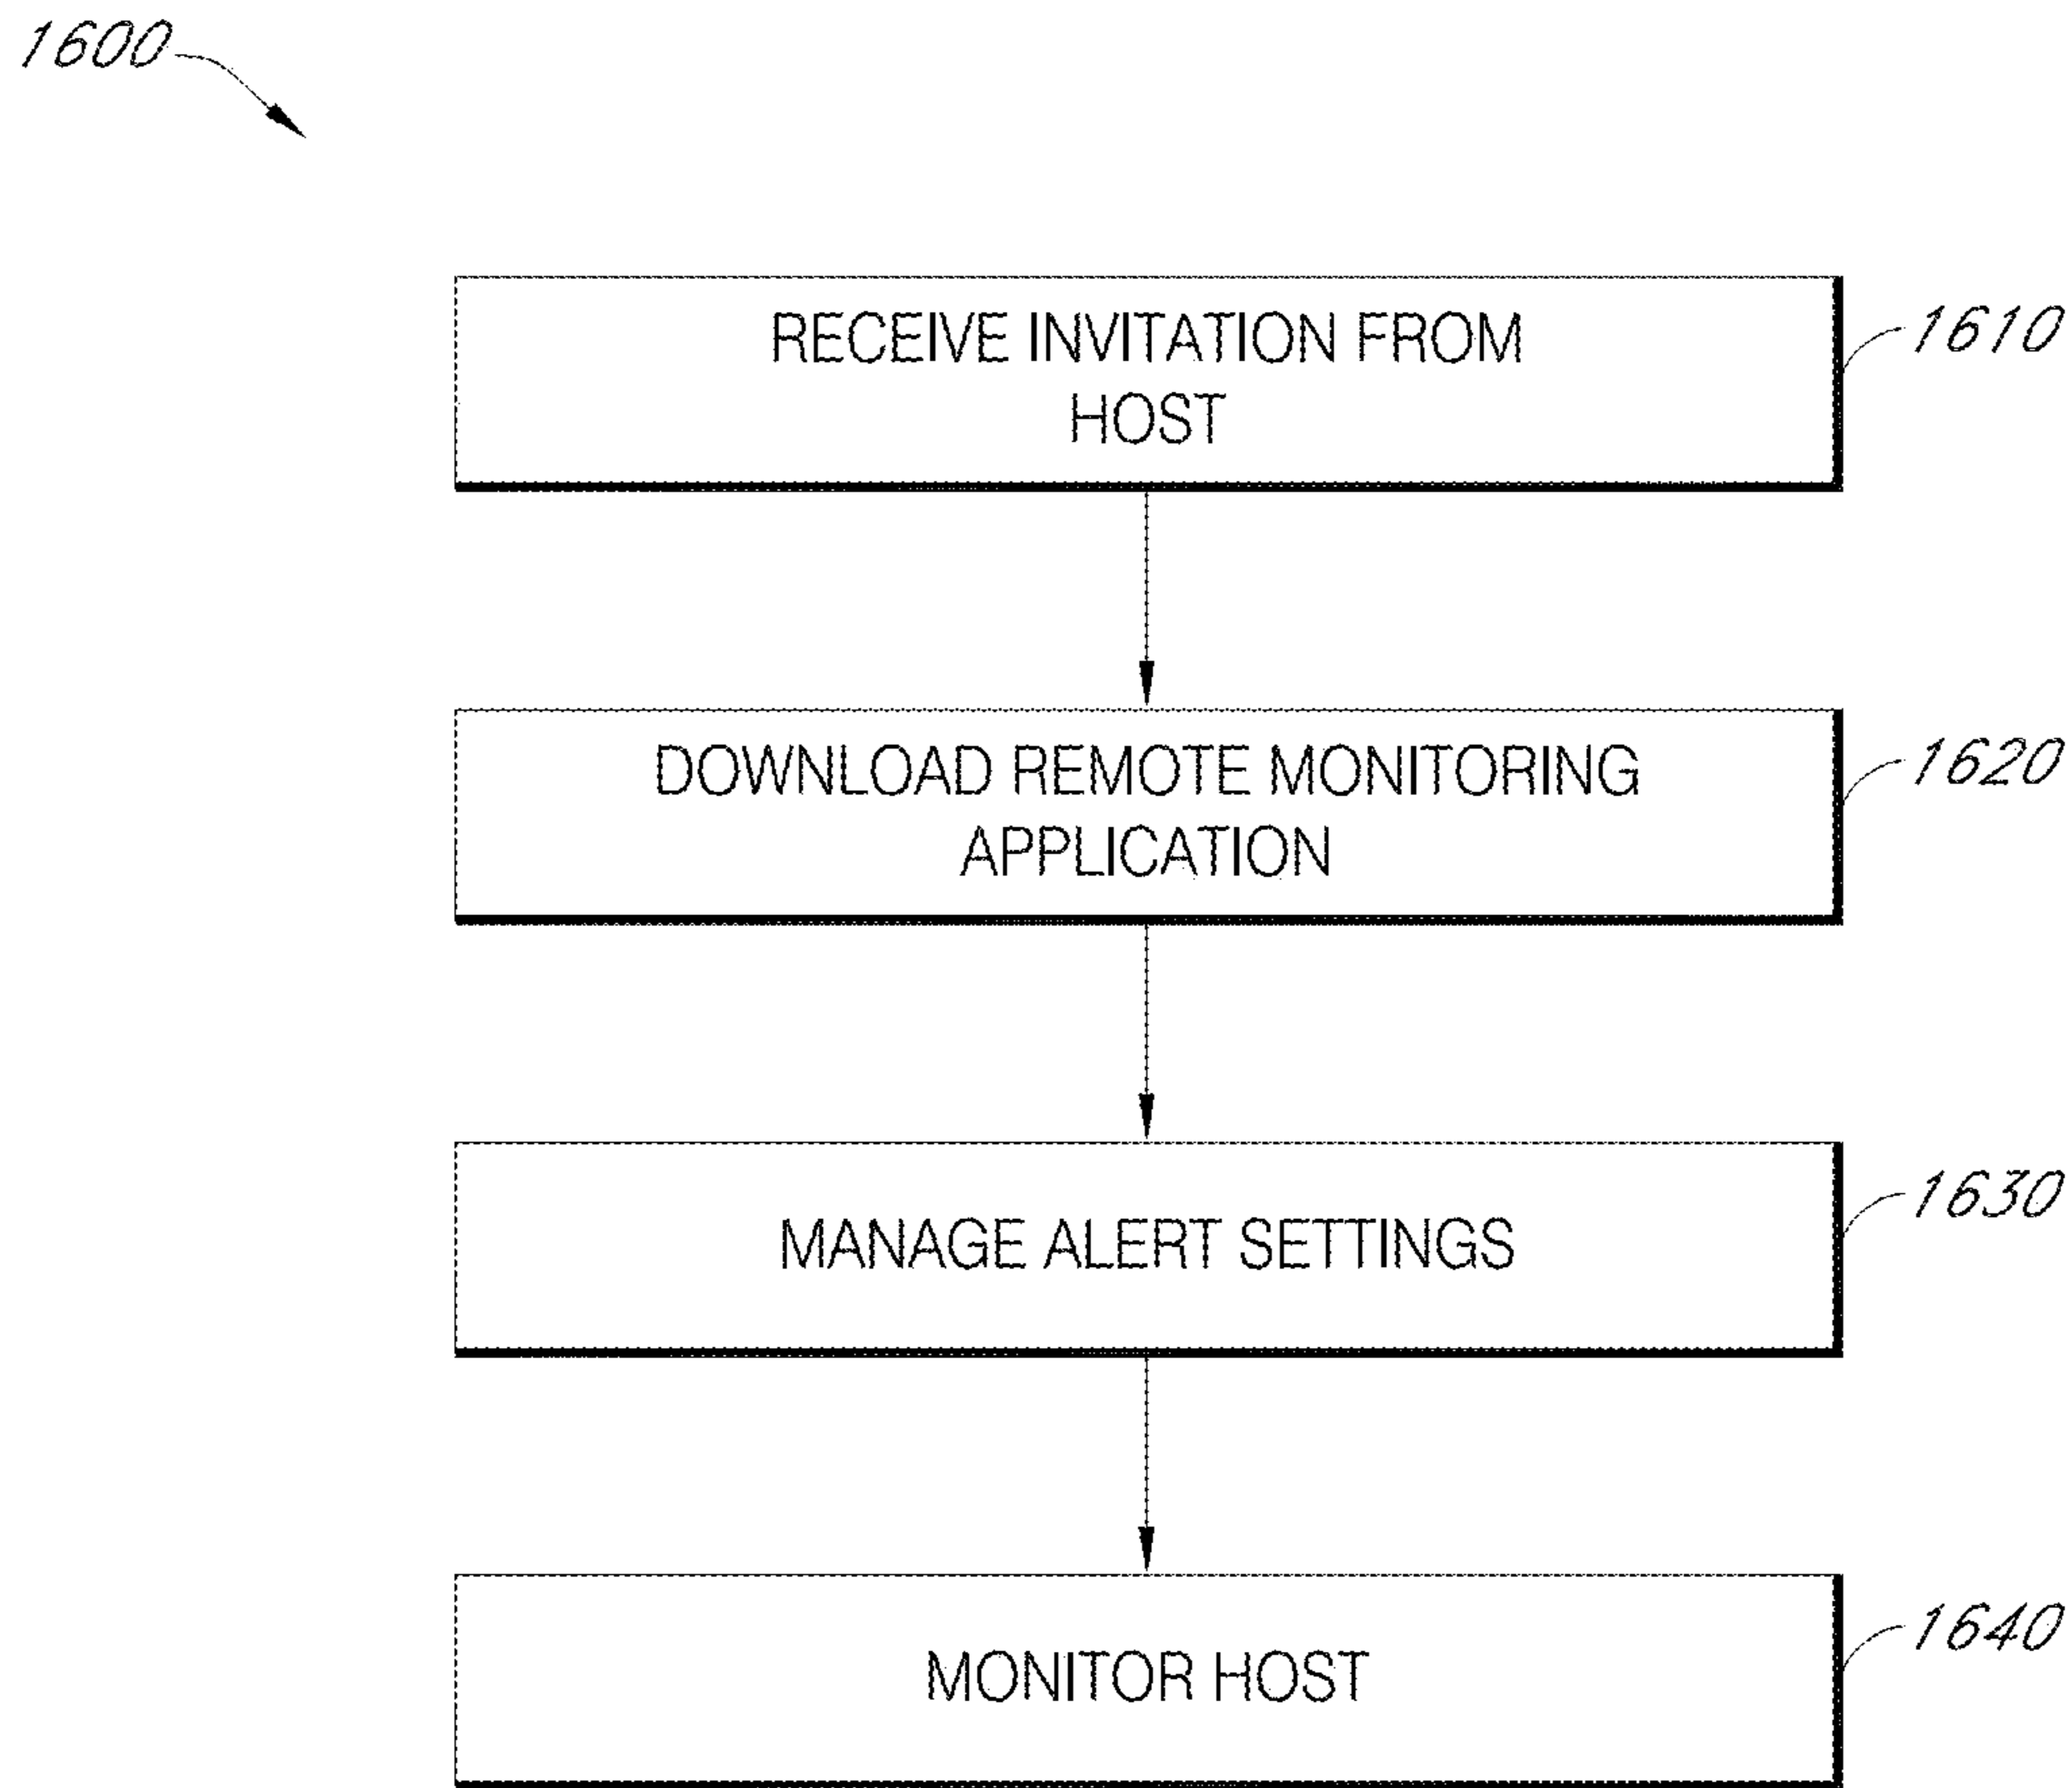 1600
RECEIVE INVITATION FROM
HOST
1610
DOWNLOAD REMOTE MONITORING
APPLICATION
1620
MANAGE ALERT SETTINGS
1630
MONITOR HOST
1640